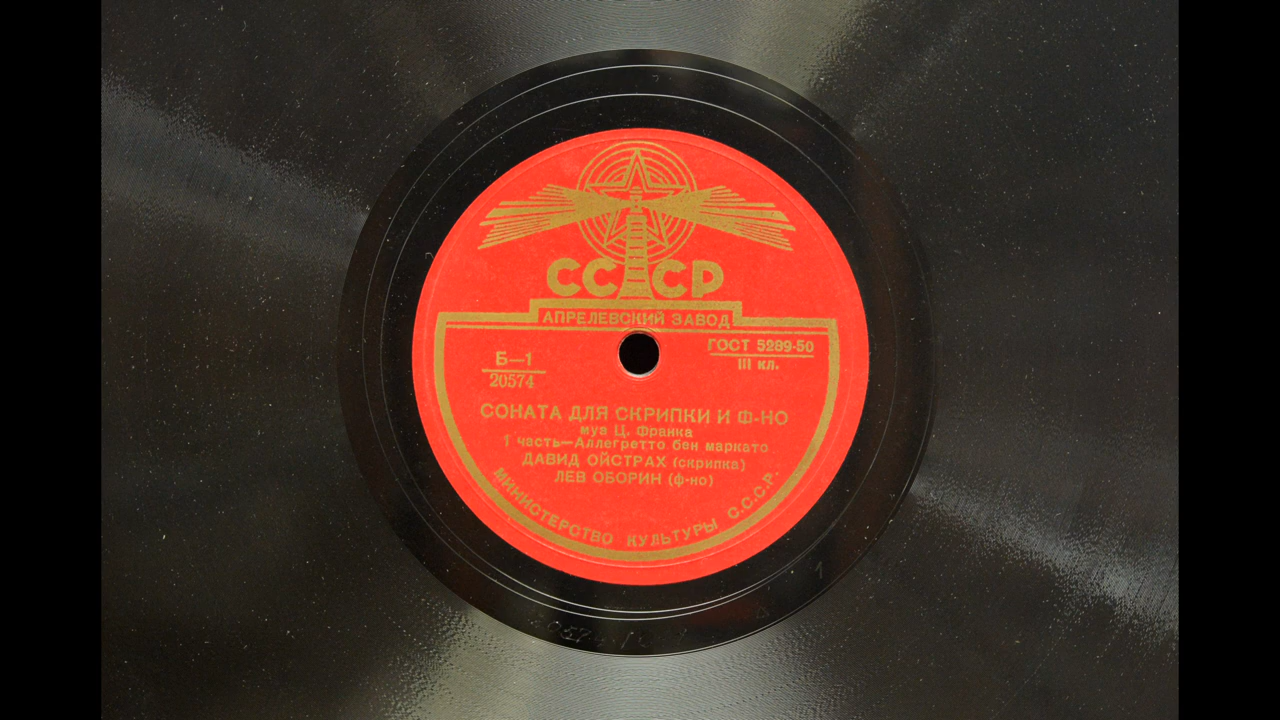 СССР
АПРЕЛЕВСКИЙ ЗАВОД
Б—1
20574
ГОСТ 5289-50
III кл.
СОНАТА ДЛЯ СКРИПКИ И Ф-НО
муз Ц. Франка
1 часть—Аллегретто бен маркато
ДАВИД ОЙСТРАХ (скрипка)
ЛЕВ ОБОРИН (ф-но)
МИНИСТЕРСТВО КУЛЬТУРЫ С.С.С.Р.
1